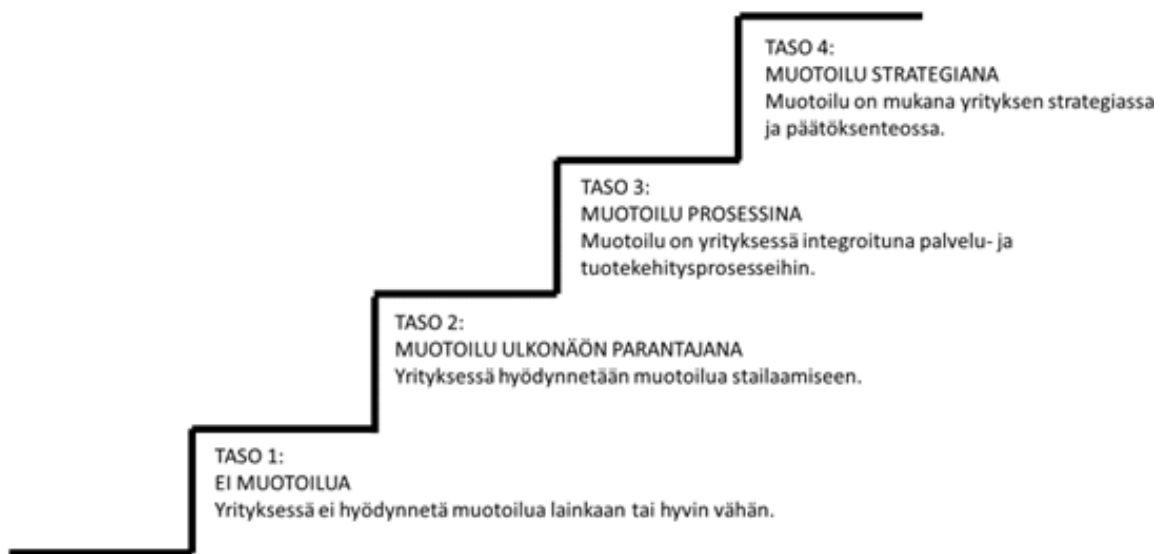 TASO 4:
MUOTOILU STRATEGIANA
Muotoilu on mukana yrityksen strategiassa
ja päätöksenteossa.
TASO 3:
MUOTOILU PROSESSINA
Muotoilu on yrityksessä integroituna palvelu- ja
tuotekehitysprosesseihin.
TASO 2:
MUOTOILU ULKONÄÖN PARANTAJANA
Yrityksessä hyödynnetään muotoilua stailaamiseen.
TASO 1:
EI MUOTOILUA
Yrityksessä ei hyödynnetä muotoilua lainkaan tai hyvin vähän.